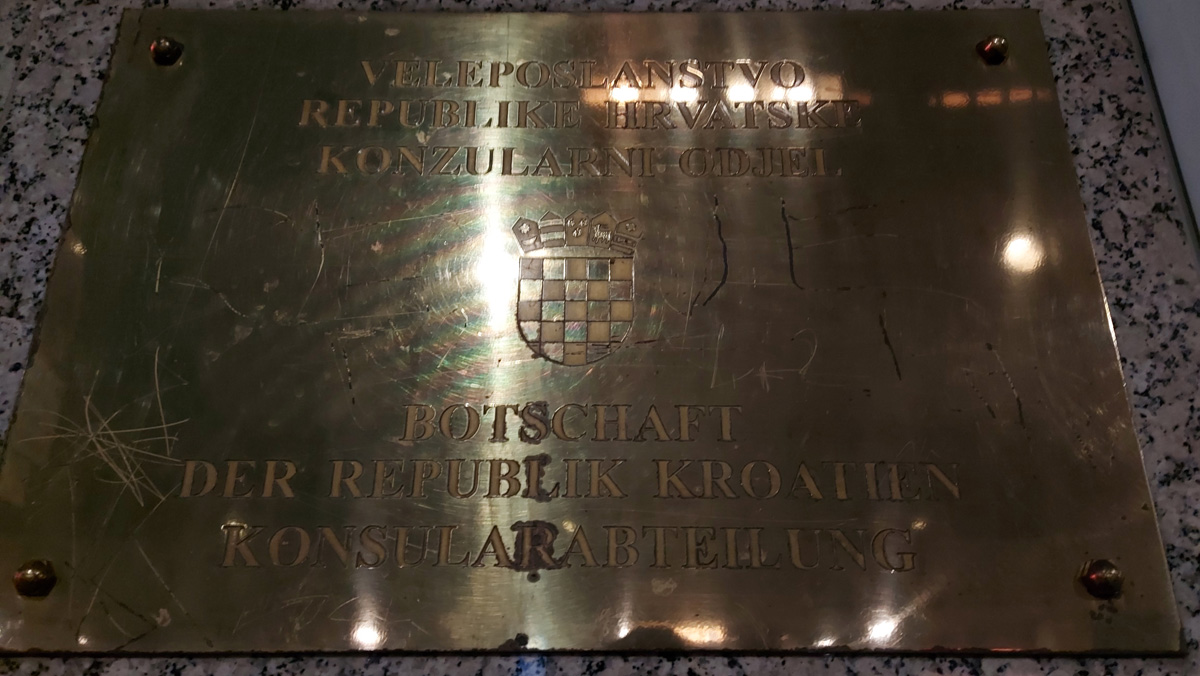 VELEPOSLANSTVO
REPUBLIKE HRVATSKE
KONZULARNI ODJEL
BOTSCHAFT
DER REPUBLIK KROATIEN
KONSULARABTEILUNG